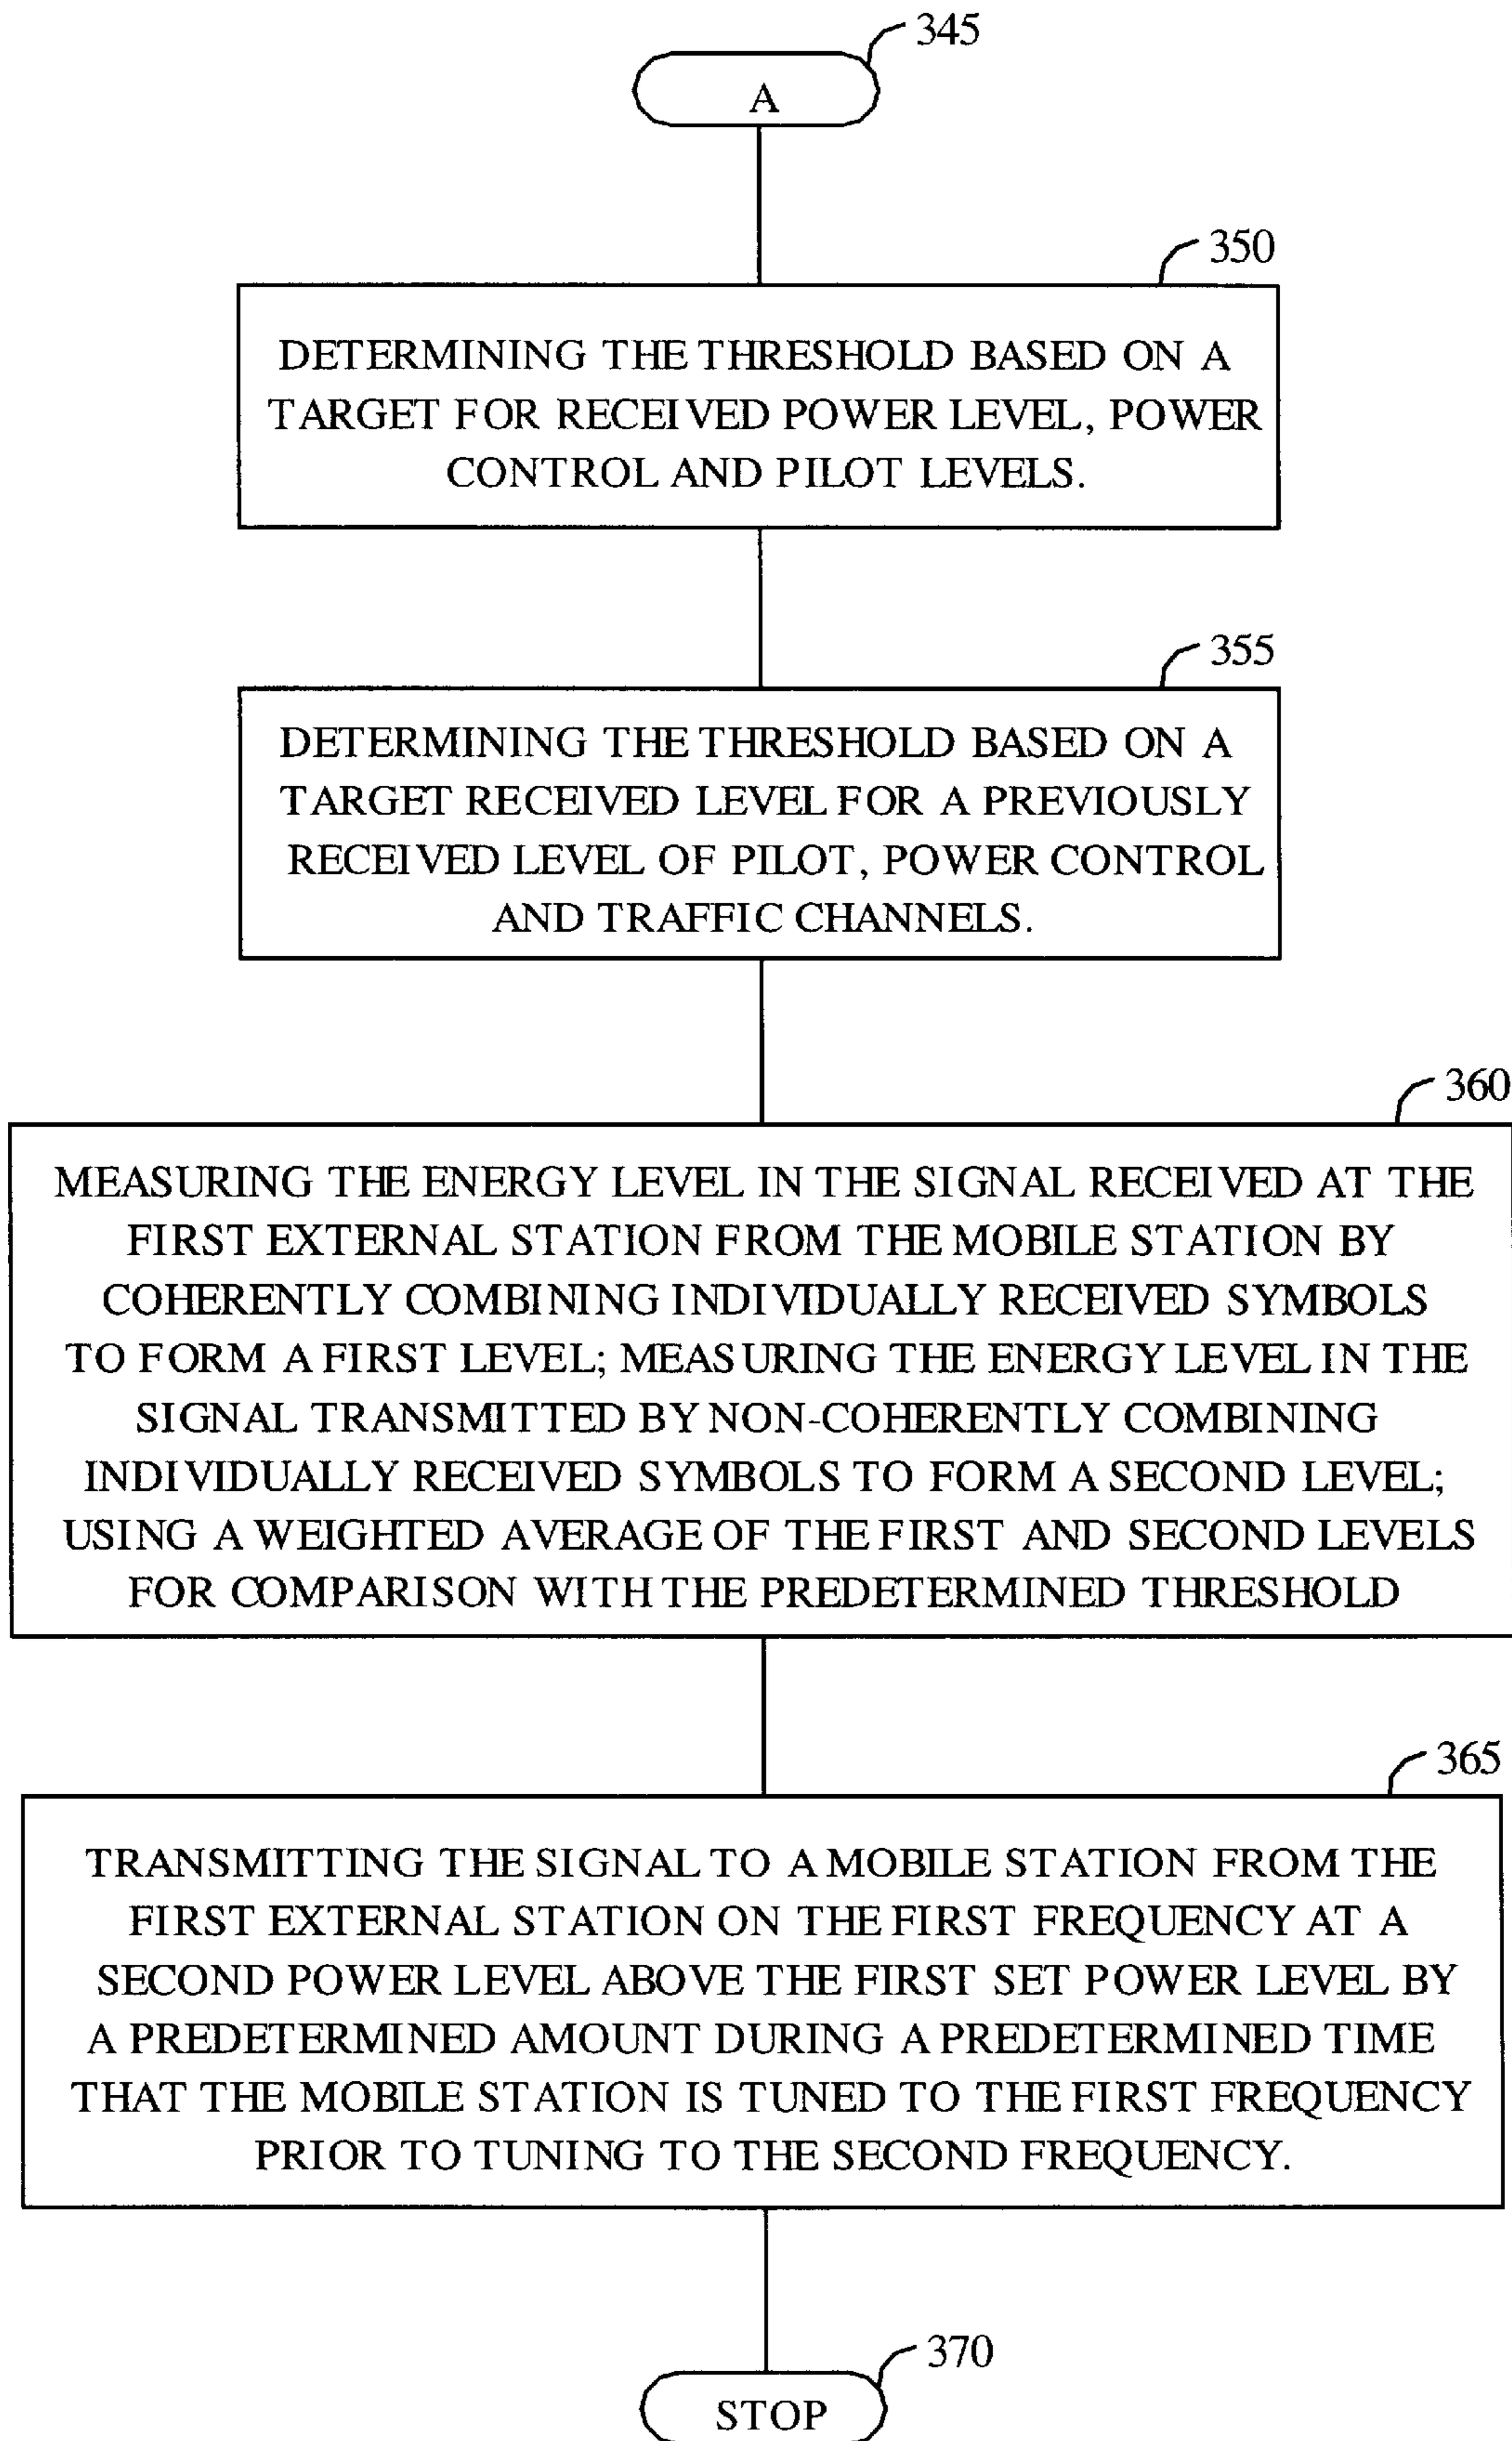 345
A
350
DETERMINING THE THRESHOLD BASED ON A
TARGET FOR RECEIVED POWER LEVEL, POWER
CONTROL AND PILOT LEVELS.
355
DETERMINING THE THRESHOLD BASED ON A
TARGET RECEIVED LEVEL FOR A PREVIOUSLY
RECEIVED LEVEL OF PILOT, POWER CONTROL
AND TRAFFIC CHANNELS.
360
MEASURING THE ENERGY LEVEL IN THE SIGNAL RECEIVED AT THE
FIRST EXTERNAL STATION FROM THE MOBILE STATION BY
COHERENTLY COMBINING INDIVIDUALLY RECEIVED SYMBOLS
TO FORM A FIRST LEVEL; MEASURING THE ENERGY LEVEL IN THE
SIGNAL TRANSMITTED BY NON-COHERENTLY COMBINING
INDIVIDUALLY RECEIVED SYMBOLS TO FORM A SECOND LEVEL;
USING A WEIGHTED AVERAGE OF THE FIRST AND SECOND LEVELS
FOR COMPARISON WITH THE PREDETERMINED THRESHOLD
365
TRANSMITTING THE SIGNAL TO A MOBILE STATION FROM THE
FIRST EXTERNAL STATION ON THE FIRST FREQUENCY AT A
SECOND POWER LEVEL ABOVE THE FIRST SET POWER LEVEL BY
A PREDETERMINED AMOUNT DURING A PREDETERMINED TIME
THAT THE MOBILE STATION IS TUNED TO THE FIRST FREQUENCY
PRIOR TO TUNING TO THE SECOND FREQUENCY.
370
STOP